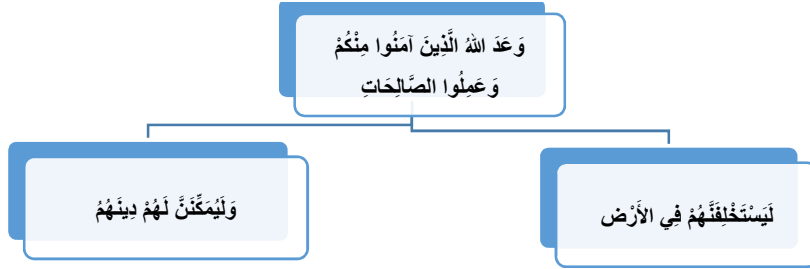 وَعَدَ اللهُ الَّذِينَ آمَنُوا مِنْكُمْ
وَعَمِلُوا الصَّالِحَاتِ
لَيَسْتَخْلِفَنَّهُمْ فِي الأَرْض
وَلَيُمَكِّنَنَّ لَهُمْ دِينَهُمُ